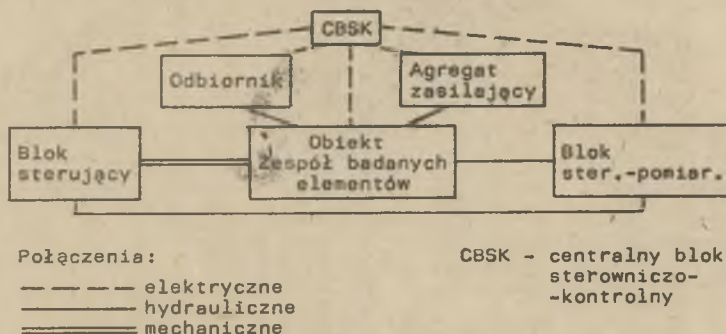 CBSK
Odbiornik
Agregat
zasilający
Blok
sterujący
Obiekt
Zespół badanych
elementów
Blok
ster.-pomiar.
Połączenia:
elektryczne
hydrauliczne
mechaniczne
CBSK - centralny blok
sterowniczo-
-kontrolny